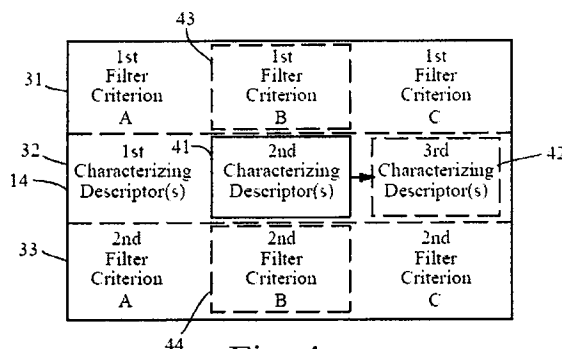 43
1st
Filter
Criterion
A
1st
Filter
Criterion
B
1st
Filter
Criterion
C
31
32
41
1st
Characterizing
Descriptor(s)
2nd
Characterizing
Descriptor(s)
3rd
Characterizing
Descriptor(s)
42
14
33
2nd
Filter
Criterion
A
2nd
Filter
Criterion
B
2nd
Filter
Criterion
C
44